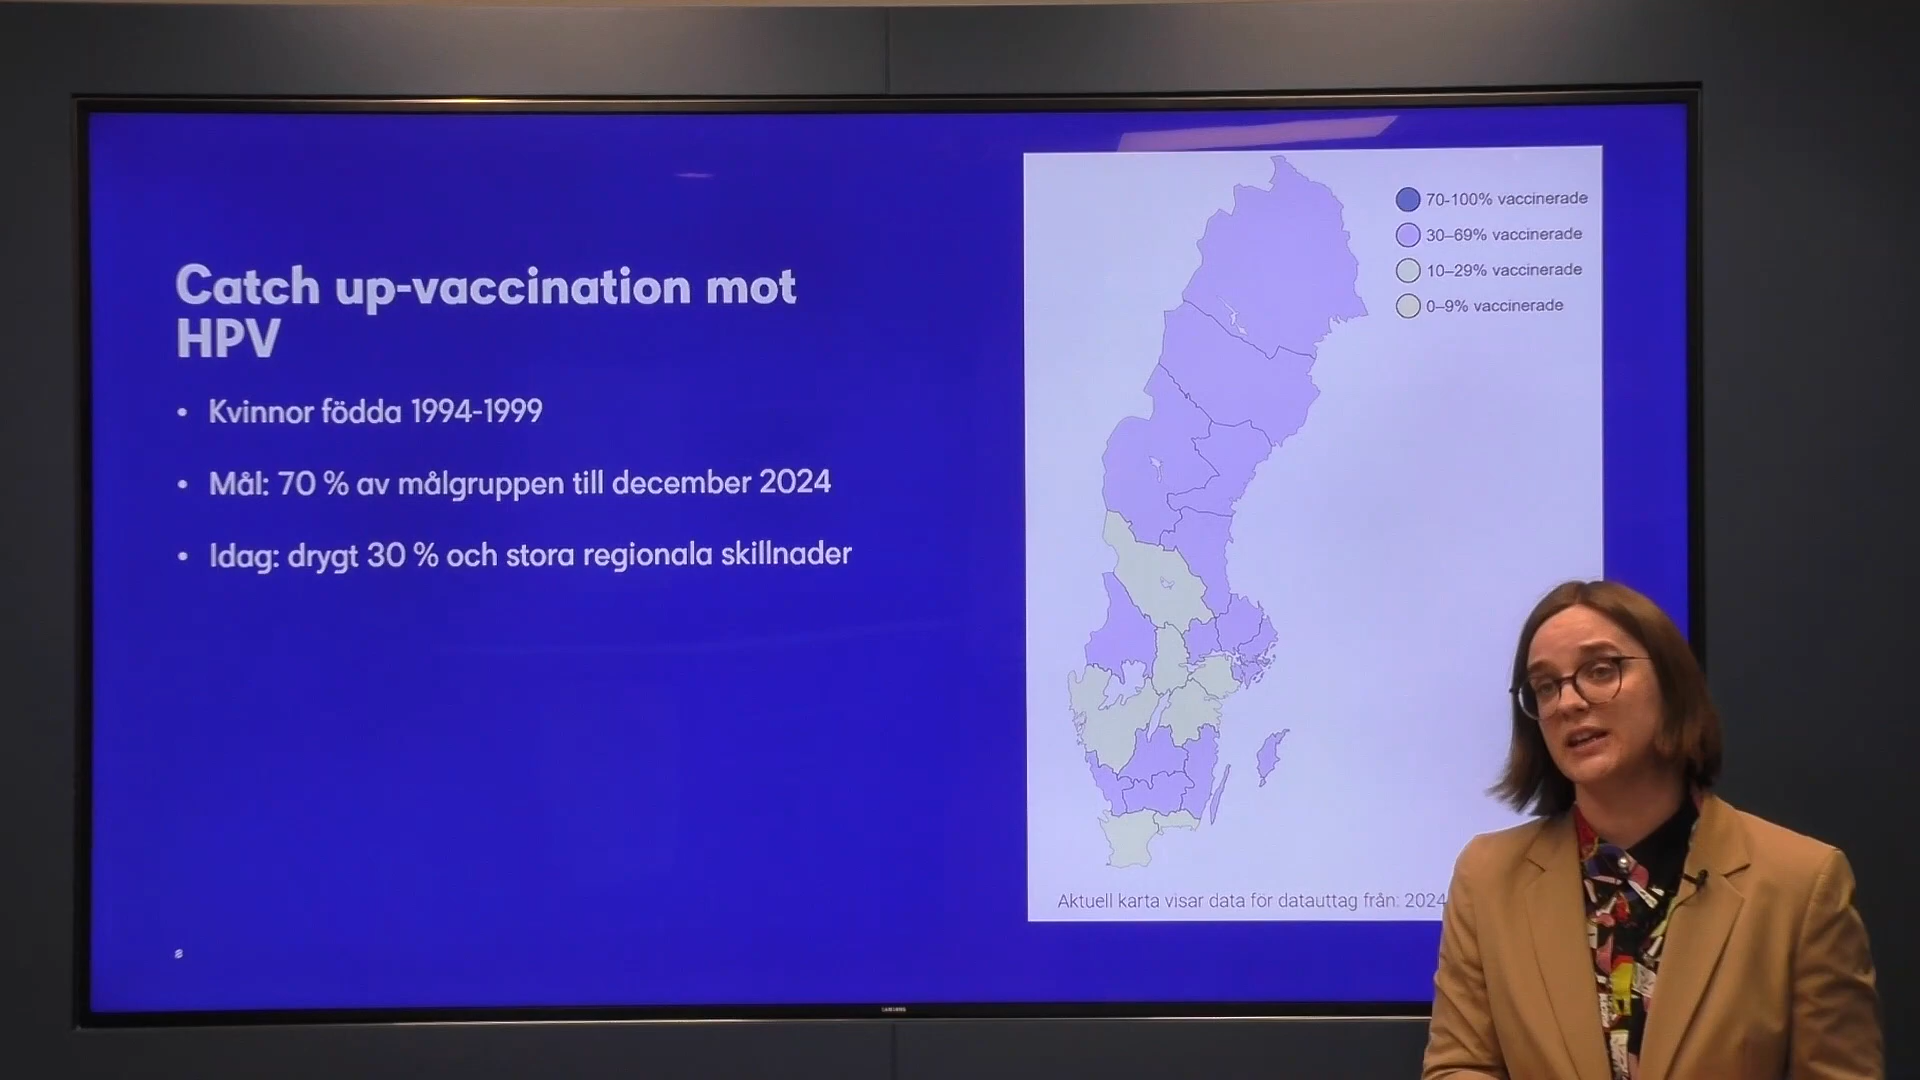 Catch up-vaccination mot
HPV
• Kvinnor födda 1994-1999
• Mål: 70 % av målgruppen till december 2024
• Idag: drygt 30 % och stora regionala skillnader
8
70-100% vaccinerade
30–69% vaccinerade
10–29% vaccinerade
0–9% vaccinerade
Aktuell karta visar data för datauttag från: 2024
SAMSUNG